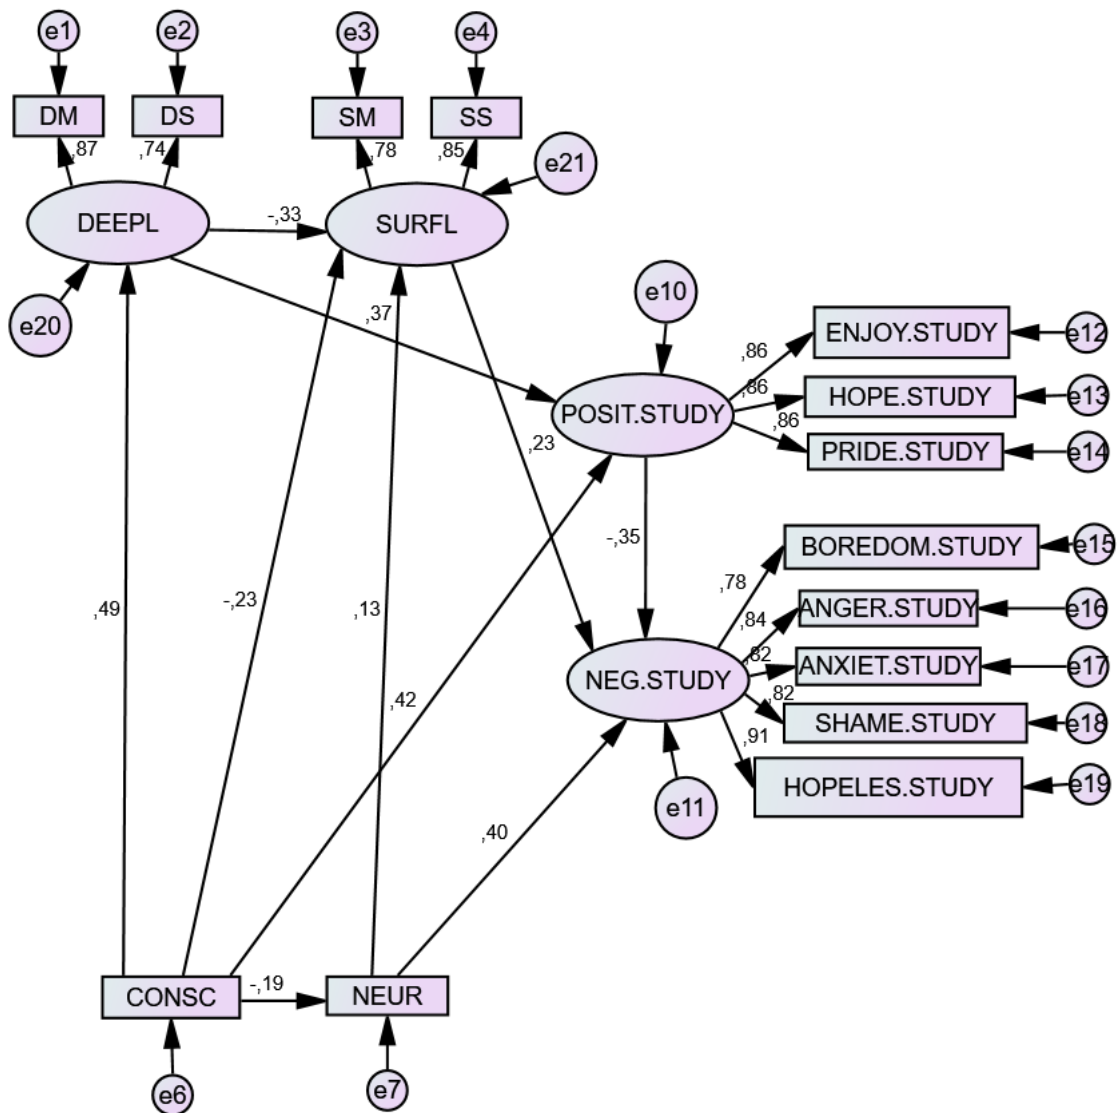 e1
e2
e3
e4
DM
DS
SM
SS
,87
,74
,78
,85
e21
DEEPL
-,33
SURFL
e20
,37
e10
,86
ENJOY.STUDY
e12
,86
HOPE.STUDY
e13
POSIT.STUDY
,86
PRIDE.STUDY
e14
,23
-,35
BOREDOM.STUDY
e15
,78
,49
-,23
,13
,84
ANGER.STUDY
e16
,82
ANXIET.STUDY
e17
NEG.STUDY
,82
SHAME.STUDY
e18
,42
,91
HOPELES.STUDY
e19
e11
,40
CONSC
-,19
NEUR
e6
e7